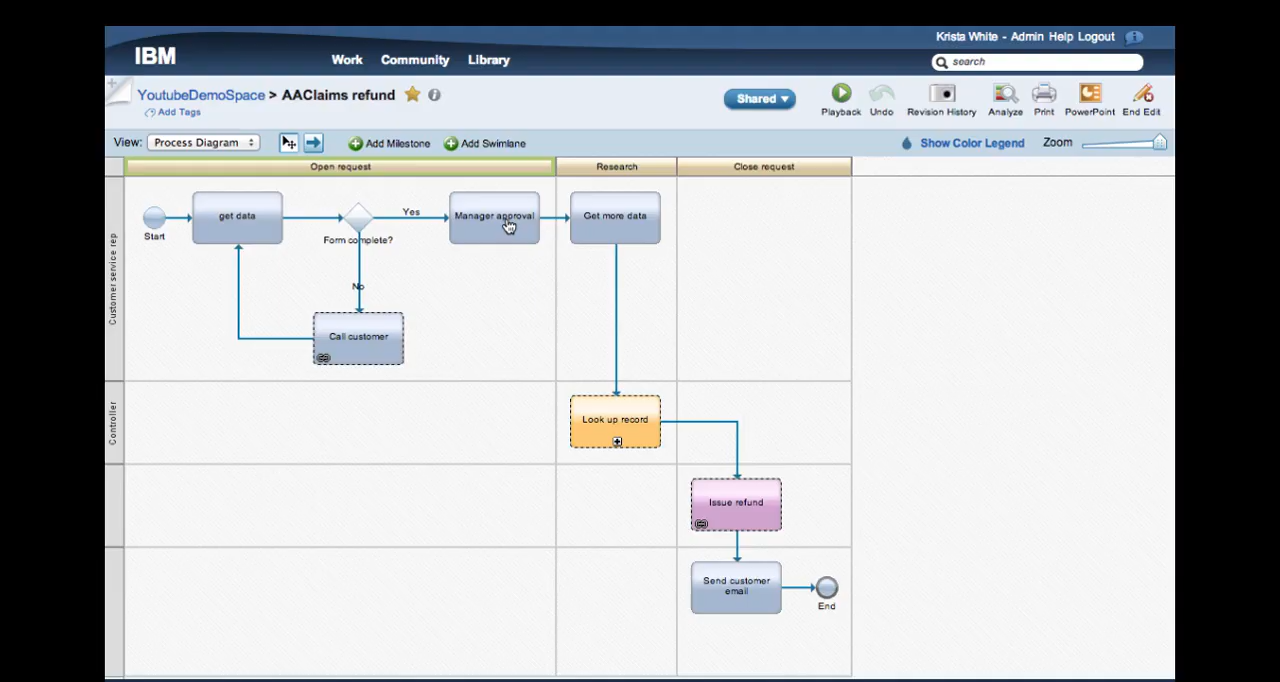 Krista White - Admin Help Logout
IBM
Work Community Library
search
YoutubeDemoSpace > AAClaims refund
Add Tags
Shared
Playback Undo Revision History Analyze Print PowerPoint End Edit
View: Process Diagram
Add Milestone
Add Swimlane
Show Color Legend
Zoom
Open request
Research
Close request
Customer service rep
Start
get data
Form complete?
Yes
Manager approval
Get more data
No
Call customer
Controller
Look up record
Issue refund
Send customer
email
End